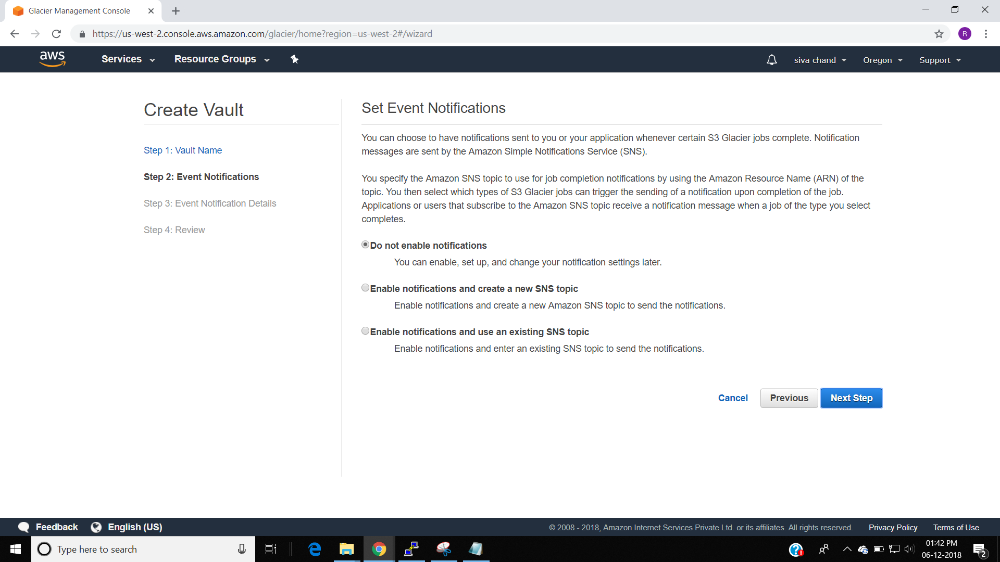 Glacier Management Console
https://us-west-2.console.aws.amazon.com/glacier/home?region=us-west-2#/wizard
R
aws
Services
Resource Groups
siva chand
Oregon
Support
Create Vault
Step 1: Vault Name
Step 2: Event Notifications
Step 3: Event Notification Details
Step 4: Review
Set Event Notifications
You can choose to have notifications sent to you or your application whenever certain S3 Glacier jobs complete. Notification
messages are sent by the Amazon Simple Notifications Service (SNS).
You specify the Amazon SNS topic to use for job completion notifications by using the Amazon Resource Name (ARN) of the
topic. You then select which types of S3 Glacier jobs can trigger the sending of a notification upon completion of the job.
Applications or users that subscribe to the Amazon SNS topic receive a notification message when a job of the type you select
completes.
Do not enable notifications
You can enable, set up, and change your notification settings later.
Enable notifications and create a new SNS topic
Enable notifications and create a new Amazon SNS topic to send the notifications.
Enable notifications and use an existing SNS topic
Enable notifications and enter an existing SNS topic to send the notifications.
Cancel
Previous
Next Step
Feedback
English (US)
© 2008 - 2018, Amazon Internet Services Private Ltd. or its affiliates. All rights reserved.
Privacy Policy
Terms of Use
Type here to search
01:42 PM
06-12-2018
2